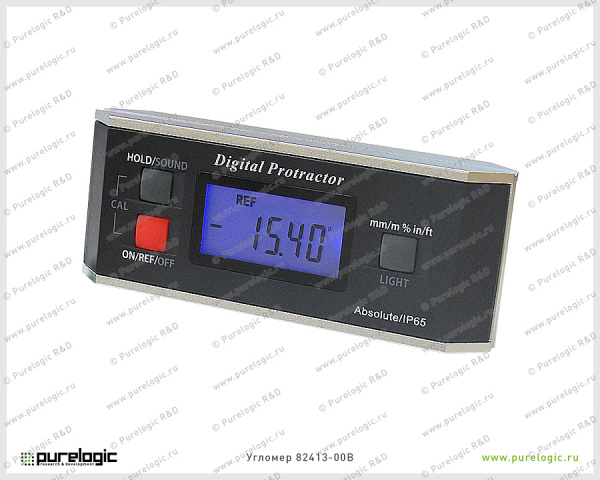 Digital Protractor
HOLD/SOUND
CAL
ON/REF/OFF
REF
- 15.40°
mm/m % in/ft
LIGHT
Absolute/IP65
© Purelogic R&D
www.purelogic.ru
purelogic
research & development
Угломер 82413-00B
www.purelogic.ru